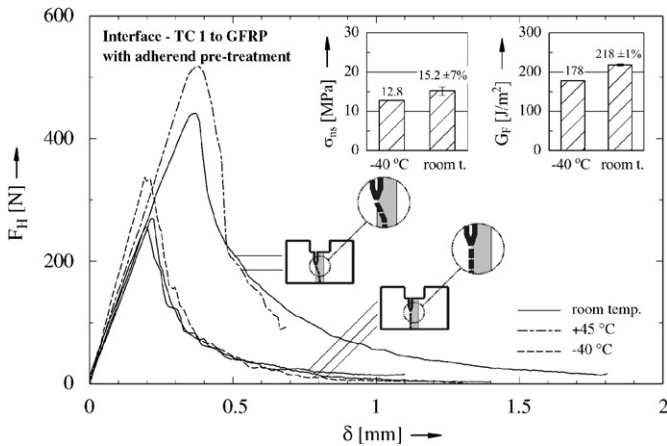 Interface - TC 1 to GFRP
with adherend pre-treatment
600
400
200
0
F_H [N]
0
0.5
1
1.5
2
δ [mm]
30
20
10
0
σ_ns [MPa]
12.8
15.2 ±7%
-40 °C
room t.
300
200
100
0
G_F [J/m²]
178
218 ±1%
-40 °C
room t.
room temp.
+45 °C
-40 °C